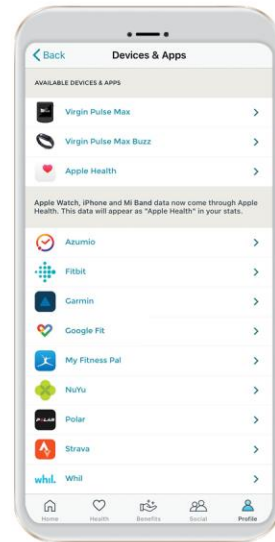 Back
Devices & Apps
AVAILABLE DEVICES & APPS
Virgin Pulse Max
Virgin Pulse Max Buzz
Apple Health
Apple Watch, iPhone and Mi Band data now come through Apple
Health. This data will appear as "Apple Health" in your stats.
Azumio
Fitbit
Garmin
Google Fit
My Fitness Pal
NuYu
POLAR
Polar
Strava
whil.
Whil
Home
Health
Benefits
Social
Profile